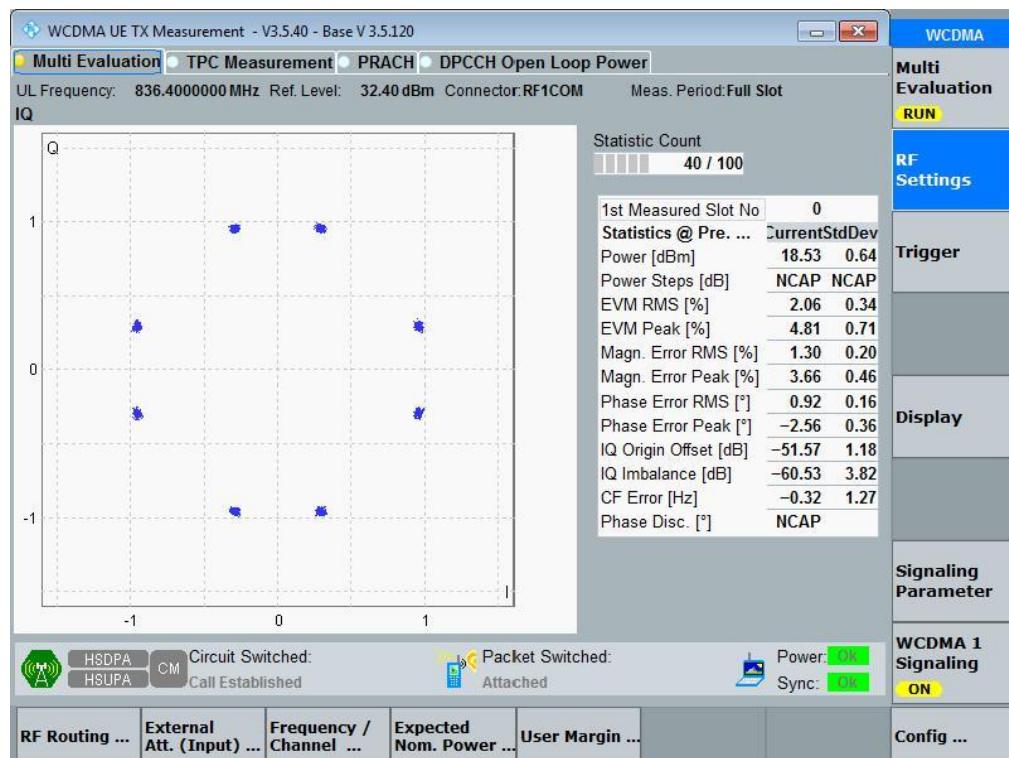 WCDMA UE TX Measurement - V3.5.40 - Base V 3.5.120
Multi Evaluation TPC Measurement PRACH DPCCH Open Loop Power
UL Frequency: 836.4000000 MHz Ref. Level: 32.40 dBm Connector: RF1COM Meas. Period: Full Slot
IQ
Q
1
0
-1
I
-1 0 1
Statistic Count
40 / 100
1st Measured Slot No 0
Statistics @ Pre. ... Current StdDev
Power [dBm] 18.53 0.64
Power Steps [dB] NCAP NCAP
EVM RMS [%] 2.06 0.34
EVM Peak [%] 4.81 0.71
Magn. Error RMS [%] 1.30 0.20
Magn. Error Peak [%] 3.66 0.46
Phase Error RMS [°] 0.92 0.16
Phase Error Peak [°] −2.56 0.36
IQ Origin Offset [dB] −51.57 1.18
IQ Imbalance [dB] −60.53 3.82
CF Error [Hz] −0.32 1.27
Phase Disc. [°] NCAP
HSDPA
HSUPA
CM
Circuit Switched:
Call Established
Packet Switched:
Attached
Power: Ok
Sync: Ok
RF Routing ...
External
Att. (Input) ...
Frequency /
Channel ...
Expected
Nom. Power ...
User Margin ...
WCDMA
Multi
Evaluation
RUN
RF
Settings
Trigger
Display
Signaling
Parameter
WCDMA 1
Signaling
ON
Config ...